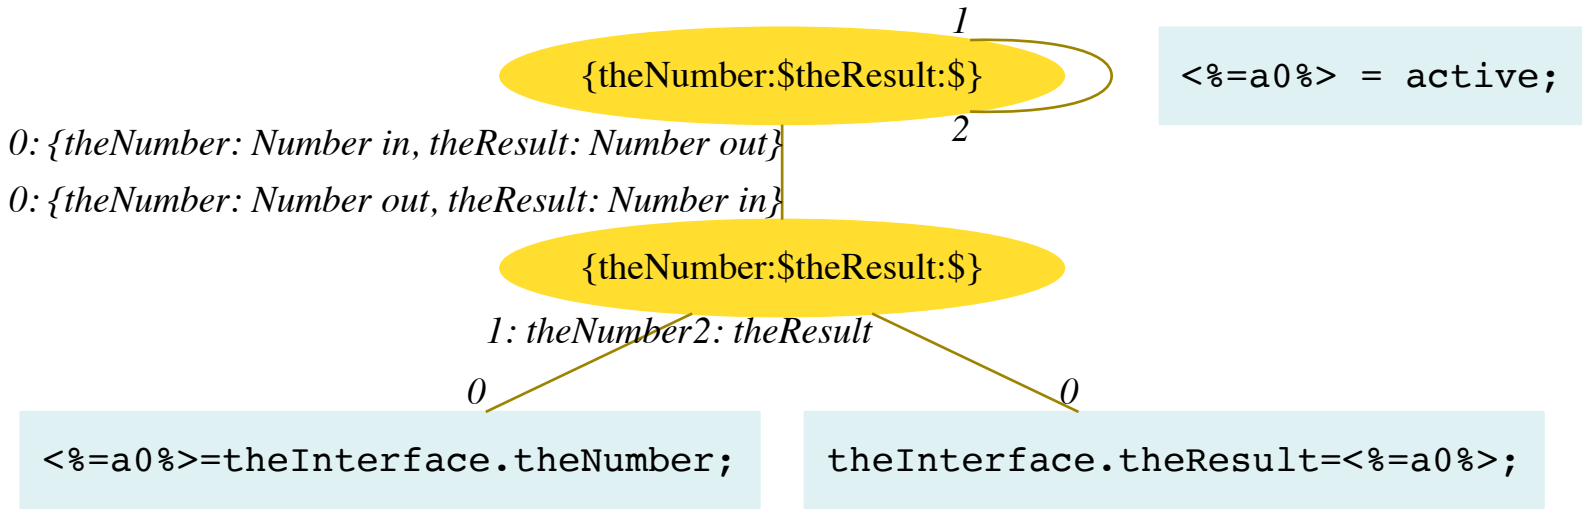 1
{theNumber:$theResult:$}
<%=a0%> = active;
2
0: {theNumber: Number in, theResult: Number out}
0: {theNumber: Number out, theResult: Number in}
{theNumber:$theResult:$}
1: theNumber2: theResult
0
0
<%=a0%>=theInterface.theNumber;
theInterface.theResult=<%=a0%>;